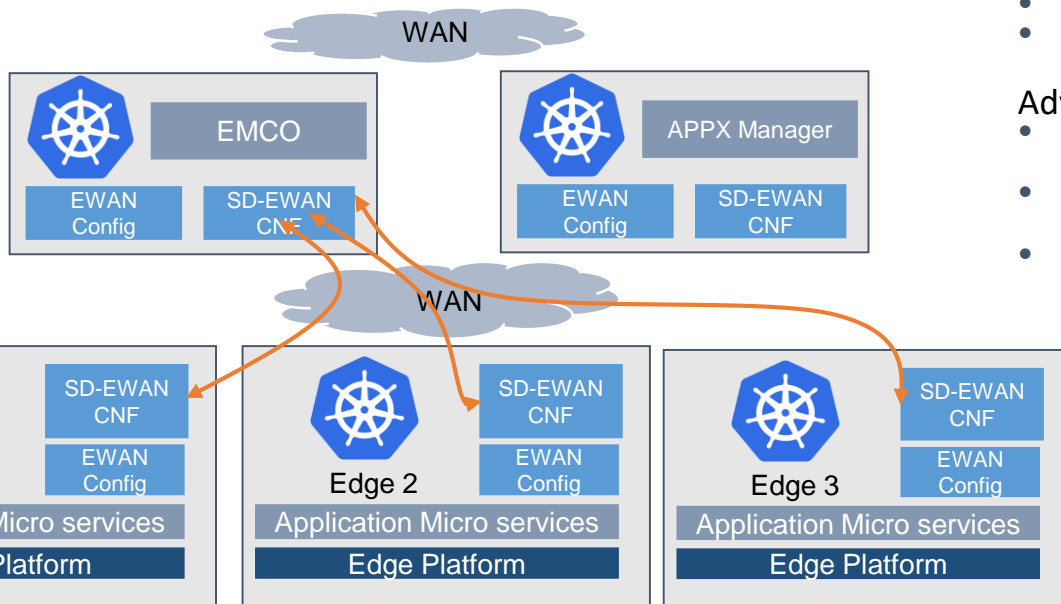 WAN
Adv
EMCO
EWAN
Config
SD-EWAN
CNF
APPX Manager
EWAN
Config
SD-EWAN
CNF
WAN
SD-EWAN
CNF
EWAN
Config
Micro services
Platform
SD-EWAN
CNF
EWAN
Config
Edge 2
Application Micro services
Edge Platform
SD-EWAN
CNF
EWAN
Config
Edge 3
Application Micro services
Edge Platform